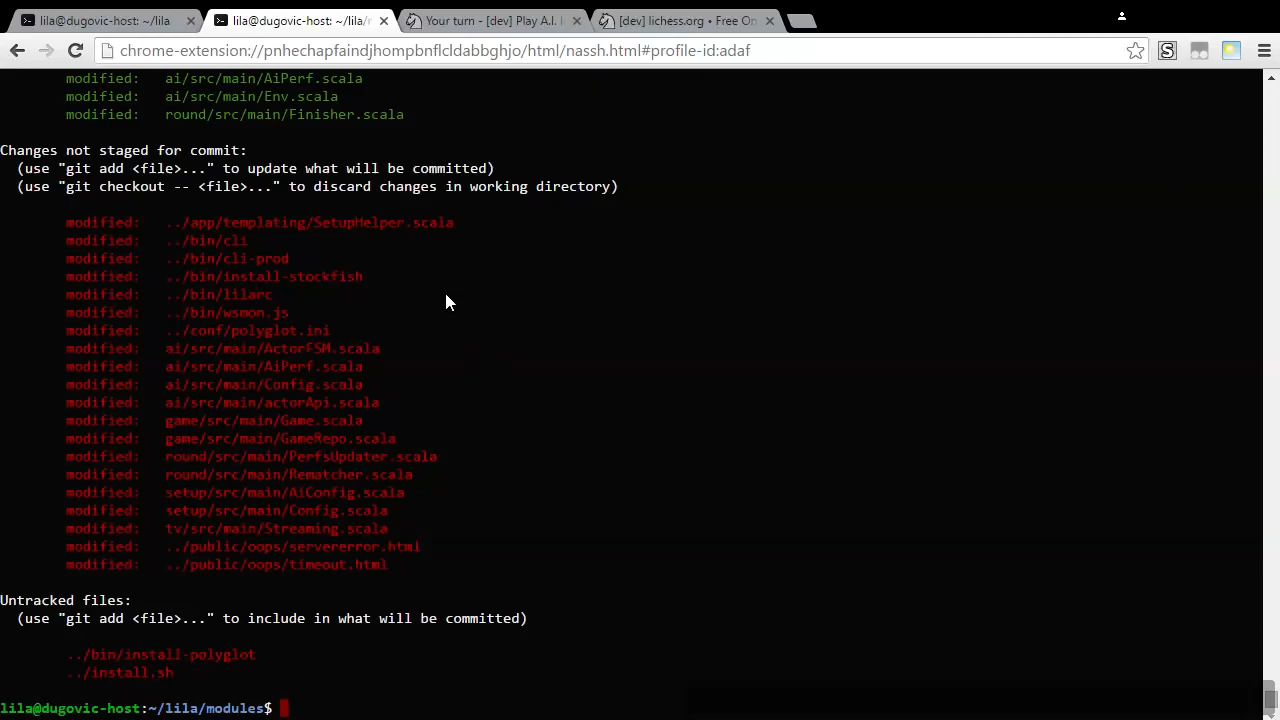 lila@dugovic-host: ~/lila
lila@dugovic-host: ~/lila/r
Your turn - [dev] Play A.I.
[dev] lichess.org • Free On
chrome-extension://pnhechapfaindjhompbnflcldabbghjo/html/nassh.html#profile-id:adaf
modified: ai/src/main/AiPerf.scala
modified: ai/src/main/Env.scala
modified: round/src/main/Finisher.scala
Changes not staged for commit:
(use "git add <file>..." to update what will be committed)
(use "git checkout -- <file>..." to discard changes in working directory)
modified: ../app/templating/SetupHelper.scala
modified: ../bin/cli
modified: ../bin/cli-prod
modified: ../bin/install-stockfish
modified: ../bin/lilarc
modified: ../bin/wsmon.js
modified: ../conf/polyglot.ini
modified: ai/src/main/ActorFSM.scala
modified: ai/src/main/AiPerf.scala
modified: ai/src/main/Config.scala
modified: ai/src/main/actorApi.scala
modified: game/src/main/Game.scala
modified: game/src/main/GameRepo.scala
modified: round/src/main/PerfsUpdater.scala
modified: round/src/main/Rematcher.scala
modified: setup/src/main/AiConfig.scala
modified: setup/src/main/Config.scala
modified: tv/src/main/Streaming.scala
modified: ../public/oops/servererror.html
modified: ../public/oops/timeout.html
Untracked files:
(use "git add <file>..." to include in what will be committed)
../bin/install-polyglot
../install.sh
lila@dugovic-host:~/lila/modules$